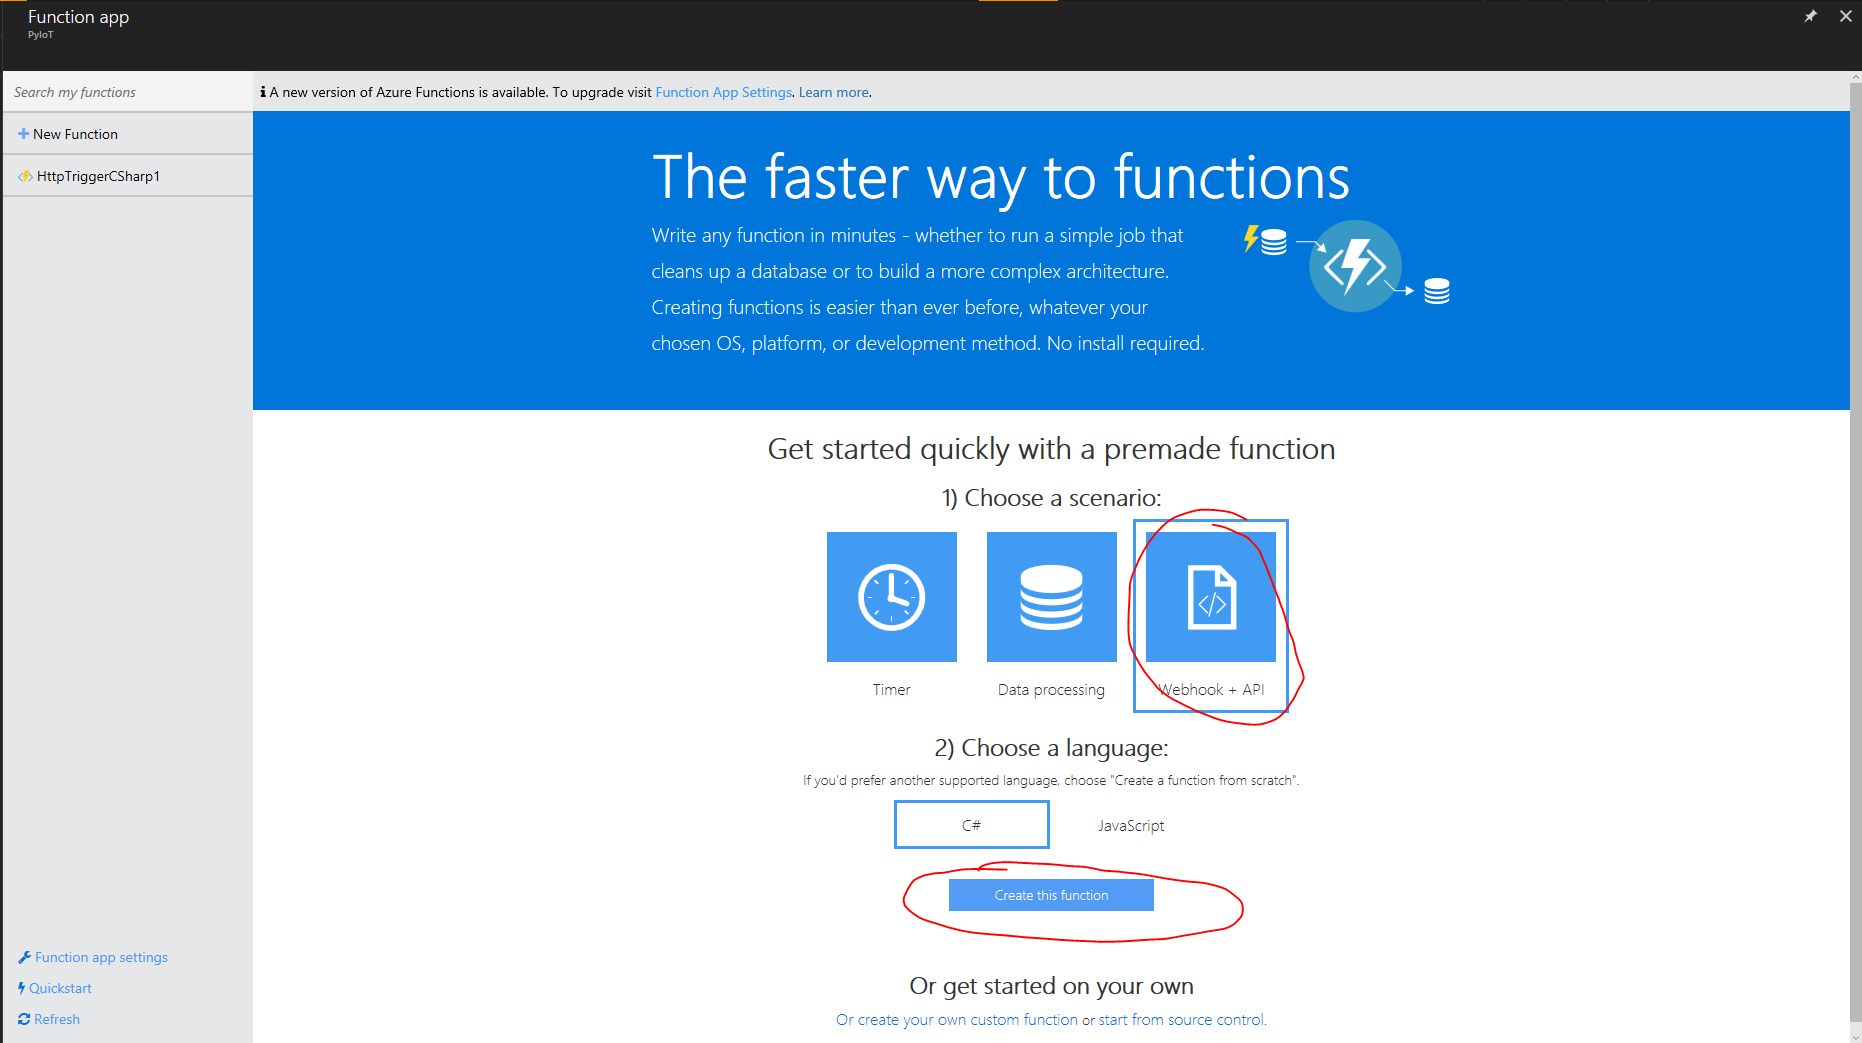 Function app
PyIoT
Search my functions
A new version of Azure Functions is available. To upgrade visit Function App Settings. Learn more.
New Function
HttpTriggerCSharp1
The faster way to functions
Write any function in minutes - whether to run a simple job that
cleans up a database or to build a more complex architecture.
Creating functions is easier than ever before, whatever your
chosen OS, platform, or development method. No install required.
Get started quickly with a premade function
1) Choose a scenario:
Timer
Data processing
Webhook + API
2) Choose a language:
If you'd prefer another supported language, choose "Create a function from scratch".
C#
JavaScript
Create this function
Function app settings
Quickstart
Refresh
Or get started on your own
Or create your own custom function or start from source control.